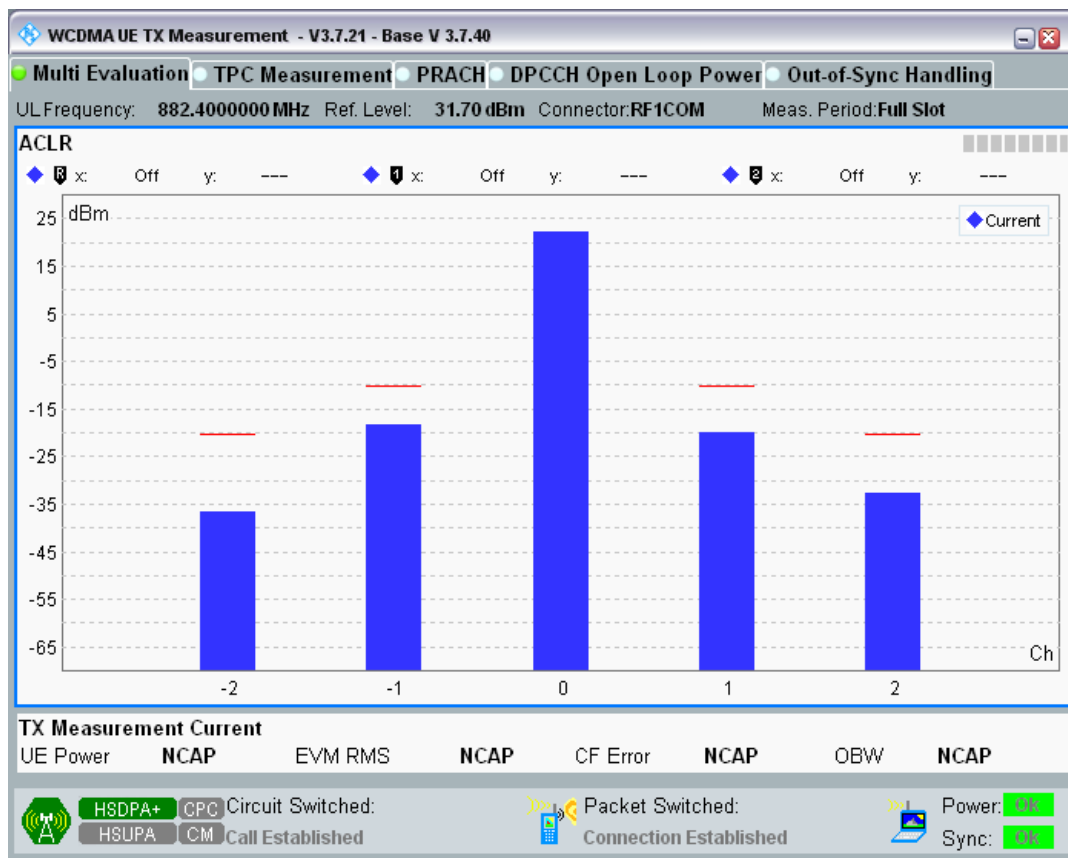 WCDMA UE TX Measurement - V3.7.21 - Base V 3.7.40
Multi Evaluation TPC Measurement PRACH DPCCH Open Loop Power Out-of-Sync Handling
UL Frequency: 882.4000000 MHz Ref. Level: 31.70 dBm Connector:RF1COM Meas. Period:Full Slot
ACLR
R x: Off y: --- 1 x: Off y: --- 2 x: Off y: ---
dBm
Current
25
15
5
-5
-15
-25
-35
-45
-55
-65
Ch
-2 -1 0 1 2
TX Measurement Current
UE Power NCAP EVM RMS NCAP CF Error NCAP OBW NCAP
HSDPA+ CPC Circuit Switched: Packet Switched: Power: OK
HSUPA CM Call Established Connection Established Sync: OK